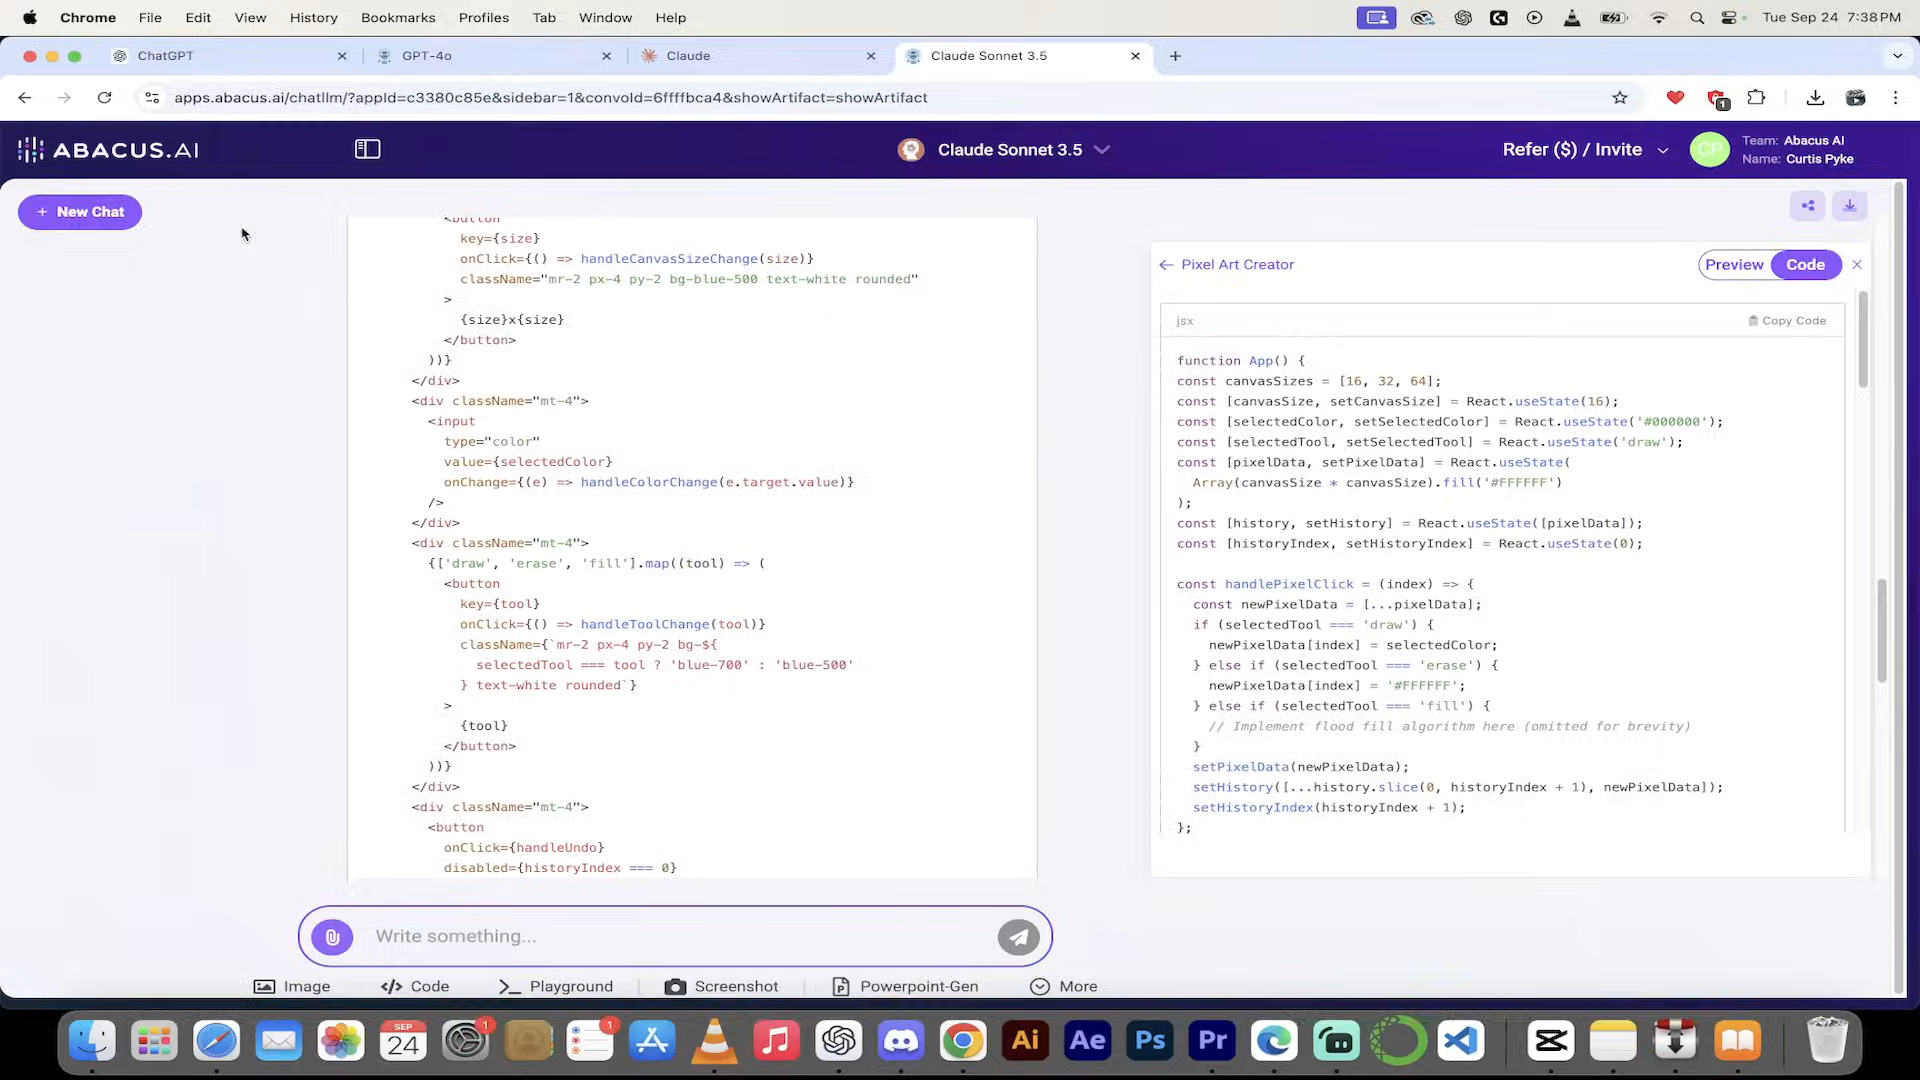 Chrome File Edit View History Bookmarks Profiles Tab Window Help Tue Sep 24 7:38 PM
ChatGPT GPT-4o Claude Claude Sonnet 3.5
apps.abacus.ai/chatllm/?appId=c3380c85e&sidebar=1&convoId=6ffffbca4&showArtifact=showArtifact 1
ABACUS.AI Claude Sonnet 3.5 Refer ($) / Invite CP
Team: Abacus AI
Name: Curtis Pyke
+ New Chat
<button
key={size}
onClick={() => handleCanvasSizeChange(size)}
className="mr-2 px-4 py-2 bg-blue-500 text-white rounded"
>
{size}x{size}
</button>
))}
</div>
<div className="mt-4">
<input
type="color"
value={selectedColor}
onChange={(e) => handleColorChange(e.target.value)}
/>
</div>
<div className="mt-4">
{['draw', 'erase', 'fill'].map((tool) => (
<button
key={tool}
onClick={() => handleToolChange(tool)}
className={`mr-2 px-4 py-2 bg-${
selectedTool === tool ? 'blue-700' : 'blue-500'
} text-white rounded`}
>
{tool}
</button>
))}
</div>
<div className="mt-4">
<button
onClick={handleUndo}
disabled={historyIndex === 0}
Pixel Art Creator Preview Code
jsx Copy Code
function App() {
const canvasSizes = [16, 32, 64];
const [canvasSize, setCanvasSize] = React.useState(16);
const [selectedColor, setSelectedColor] = React.useState('#000000');
const [selectedTool, setSelectedTool] = React.useState('draw');
const [pixelData, setPixelData] = React.useState(
Array(canvasSize * canvasSize).fill('#FFFFFF')
);
const [history, setHistory] = React.useState([pixelData]);
const [historyIndex, setHistoryIndex] = React.useState(0);
const handlePixelClick = (index) => {
const newPixelData = [...pixelData];
if (selectedTool === 'draw') {
newPixelData[index] = selectedColor;
} else if (selectedTool === 'erase') {
newPixelData[index] = '#FFFFFF';
} else if (selectedTool === 'fill') {
// Implement flood fill algorithm here (omitted for brevity)
}
setPixelData(newPixelData);
setHistory([...history.slice(0, historyIndex + 1), newPixelData]);
setHistoryIndex(historyIndex + 1);
};
Write something...
Image </> Code >_ Playground Screenshot Powerpoint-Gen More
SEP 24 1 1 Ai Ae Ps Pr